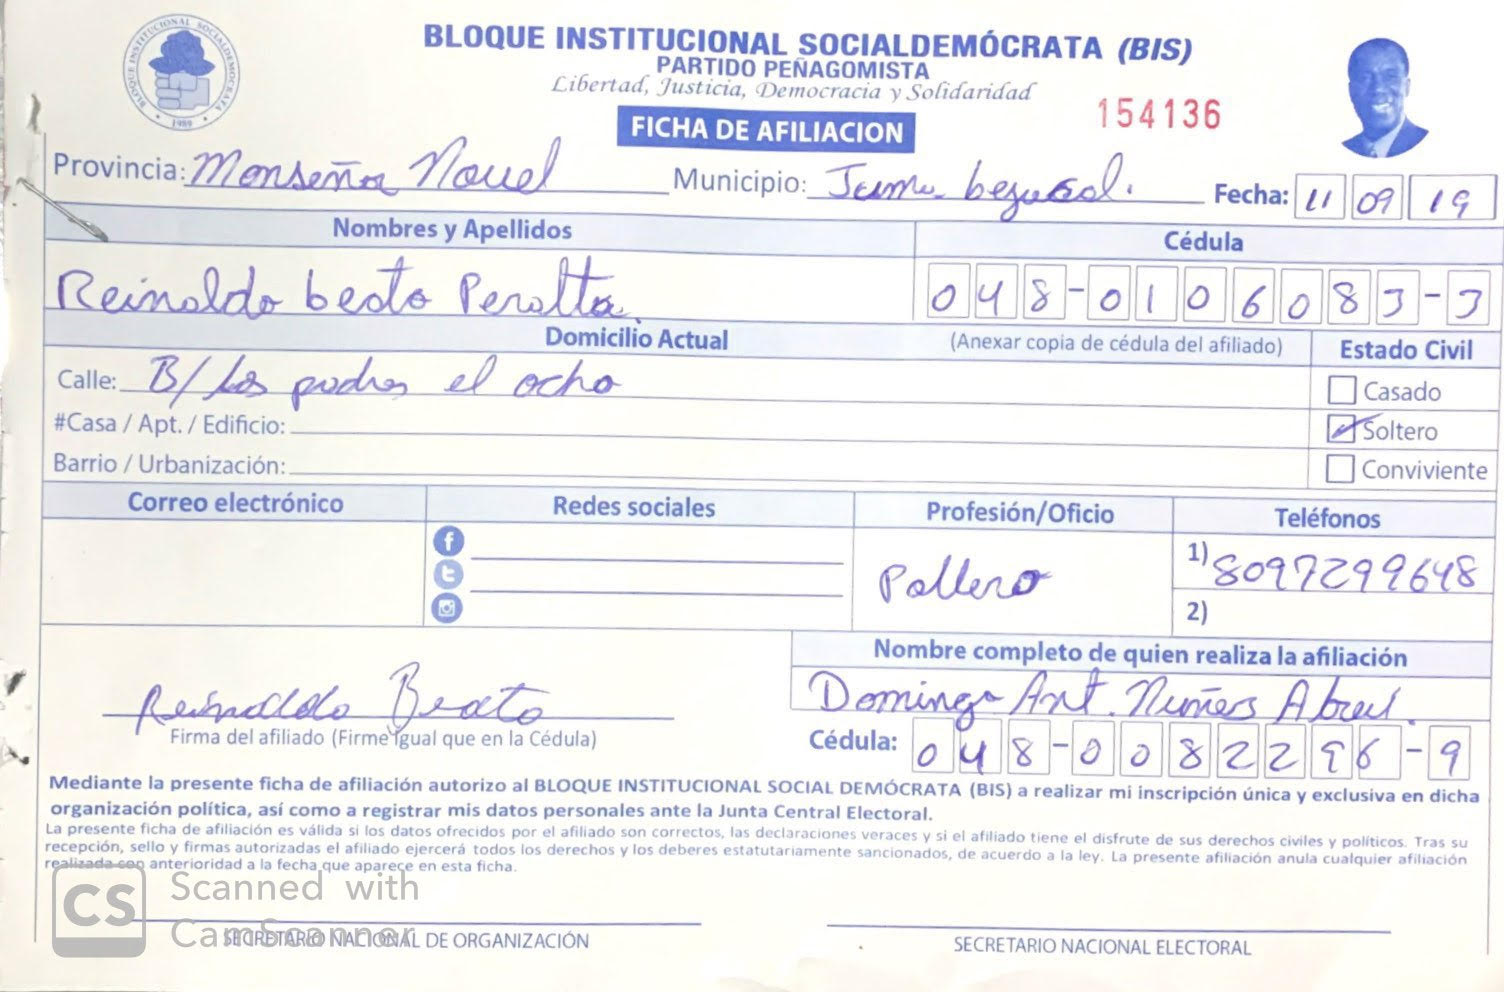 BLOQUE INSTITUCIONAL SOCIALDEMÓCRATA (BIS)
PARTIDO PEÑAGOMISTA
Libertad, Justicia, Democracia y Solidaridad
BLOQUE INSTITUCIONAL SOCIALDEMOCRATA
1989
FICHA DE AFILIACION
154136
Provincia: Monseñor Nouel Municipio: Fecha: 11 09 19
Nombres y Apellidos Cédula
Reinaldo beato Peralta. 048-0106083-3
Domicilio Actual (Anexar copia de cédula del afiliado) Estado Civil
Calle: B/ Los el ocho
Casado
#Casa / Apt. / Edificio:
Soltero
Barrio / Urbanización:
Conviviente
Correo electrónico Redes sociales Profesión/Oficio Teléfonos
Pollero 1) 8097299648
2)
Nombre completo de quien realiza la afiliación
Reinaldo Beato Domingo Ant. Nuñes Abreu.
Firma del afiliado (Firme Igual que en la Cédula) Cédula: 048-0082296-9
Mediante la presente ficha de afiliación autorizo al BLOQUE INSTITUCIONAL SOCIAL DEMÓCRATA (BIS) a realizar mi inscripción única y exclusiva en dicha
organización política, así como a registrar mis datos personales ante la Junta Central Electoral.
La presente ficha de afiliación es válida si los datos ofrecidos por el afiliado son correctos, las declaraciones veraces y si el afiliado tiene el disfrute de sus derechos civiles y políticos. Tras su
recepción, sello y firmas autorizadas el afiliado ejercerá todos los derechos y los deberes estatutariamente sancionados, de acuerdo a la ley. La presente afiliación anula cualquier afiliación
realizada con anterioridad a la fecha que aparece en esta ficha.
CS Scanned with
CamScanner
SECRETARIO NACIONAL DE ORGANIZACIÓN SECRETARIO NACIONAL ELECTORAL